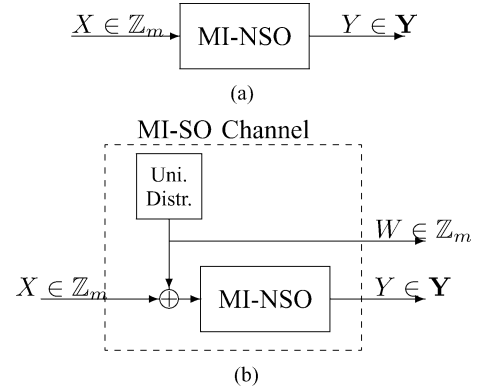 X ∈ ℤ_m MI-NSO Y ∈ 𝐘
(a)
MI-SO Channel
Uni.
Distr.
W ∈ ℤ_m
X ∈ ℤ_m ⊕ MI-NSO Y ∈ 𝐘
(b)